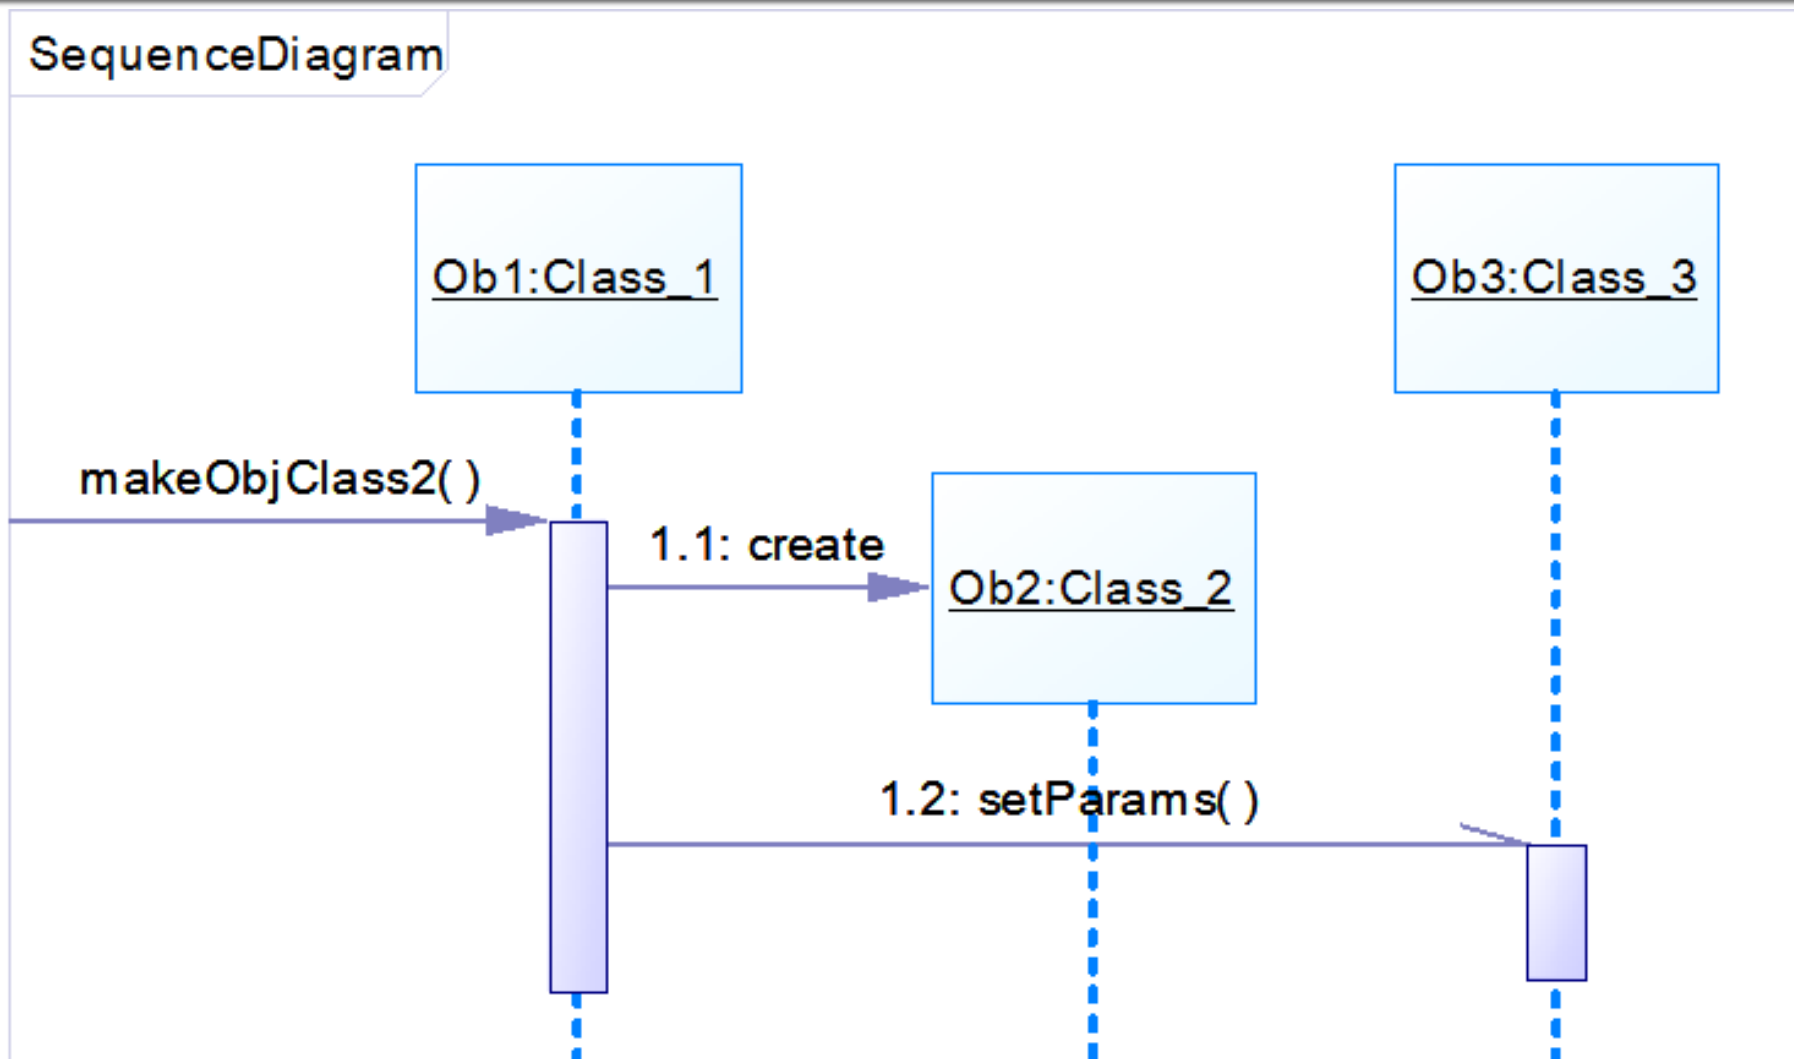 SequenceDiagram
Ob1:Class_1
Ob3:Class_3
makeObjClass2( )
1.1: create
Ob2:Class_2
1.2: setParams( )